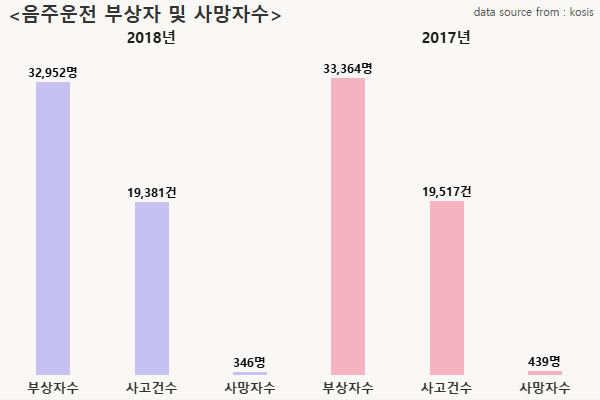 <음주운전 부상자 및 사망자수>
data source from : kosis
2018년
32,952명
19,381건
346명
부상자수 사고건수 사망자수
2017년
33,364명
19,517건
439명
부상자수 사고건수 사망자수